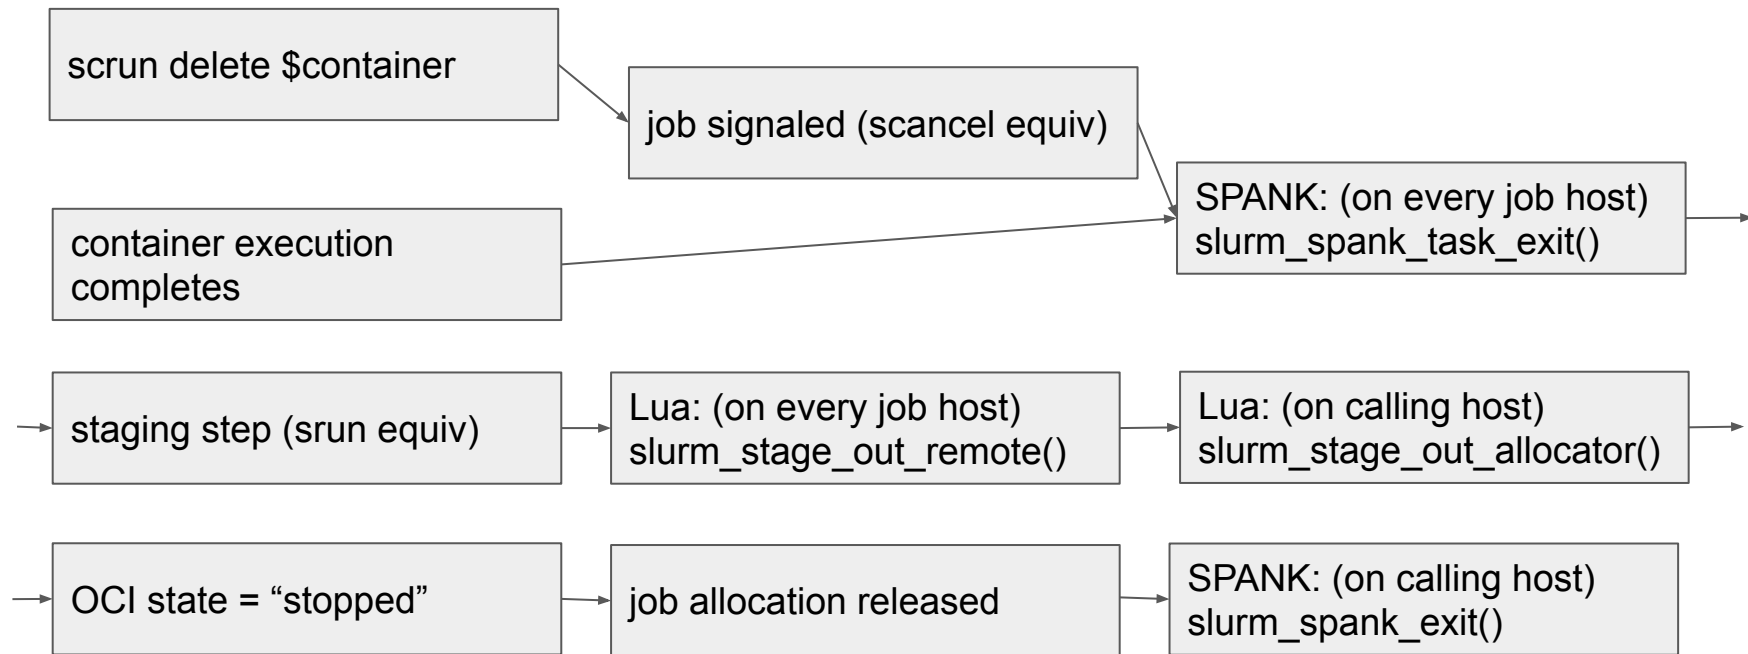 scrun delete $container
job signaled (scancel equiv)
SPANK: (on every job host)
slurm_spank_task_exit()
container execution
completes
staging step (srun equiv)
Lua: (on every job host)
slurm_stage_out_remote()
Lua: (on calling host)
slurm_stage_out_allocator()
OCI state = “stopped”
job allocation released
SPANK: (on calling host)
slurm_spank_exit()